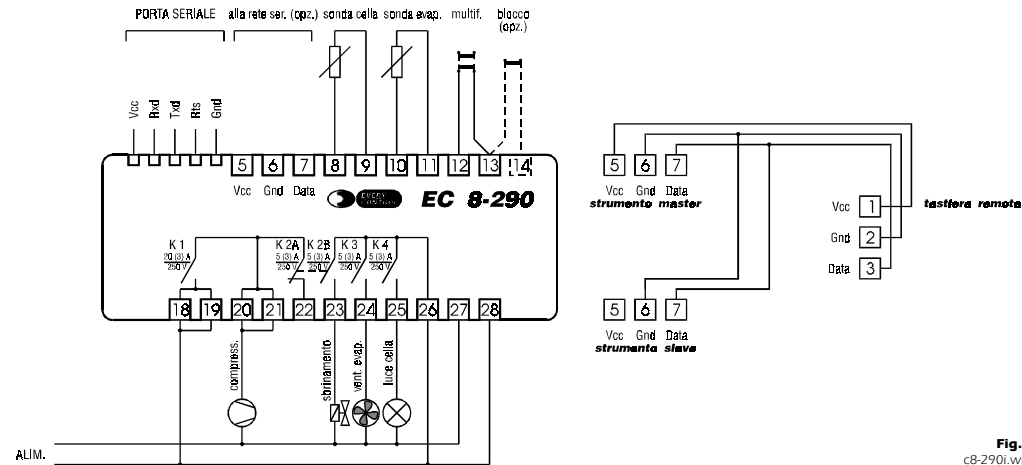 PORTA SERIALE alla rete ser. (opz.) sonda cella sonda evap. multif. blocco
(opz.)
Vcc Rxd Txd Rts Gnd
5 6 7 8 9 10 11 12 13 14
Vcc Gnd Data
EVERY
CONTROL
EC 8-290
K 1 K 2A K 2B K 3 K 4
20 (3) A 5 (3) A 5 (3) A 5 (3) A 5 (3) A
250 V 250 V 250 V 250 V 250 V
18 19 20 21 22 23 24 25 26 27 28
compress. sbrinamento vent. evap. luce cella
ALIM.
5 6 7
Vcc Gnd Data
strumento master
Vcc 1 tastiera remota
Gnd 2
Data 3
5 6 7
Vcc Gnd Data
strumento slave
Fig.